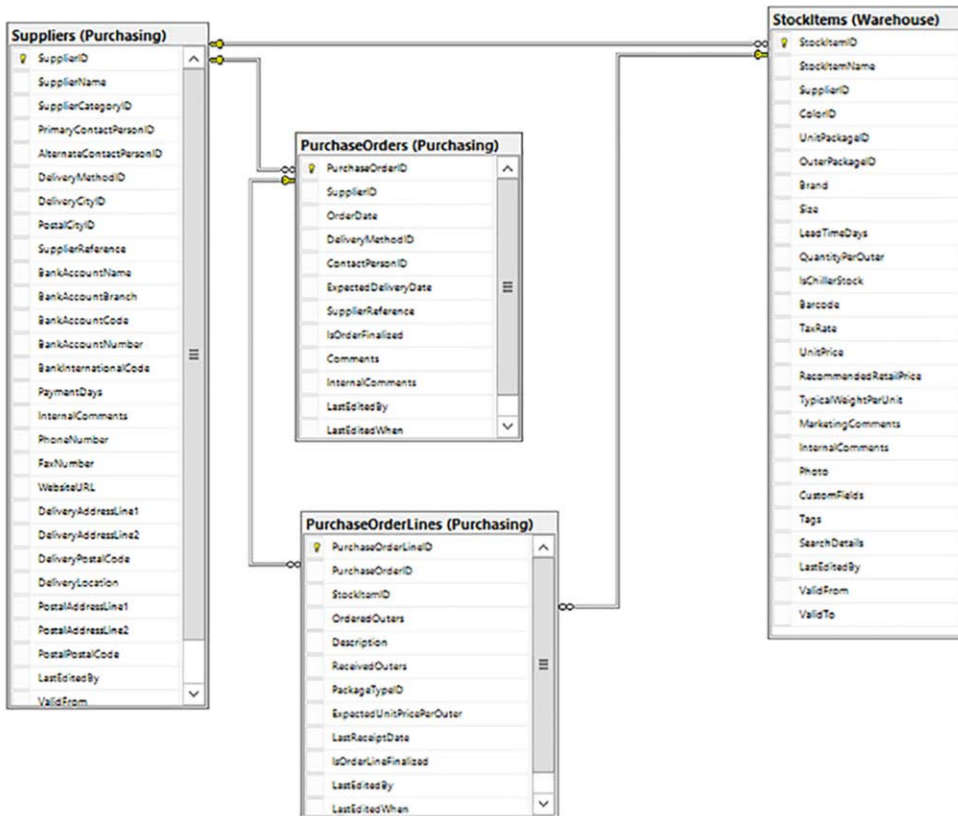 Suppliers (Purchasing)
SupplierID
SupplierName
SupplierCategoryID
PrimaryContactPersonID
AlternateContactPersonID
DeliveryMethodID
DeliveryCityID
PostalCityID
SupplierReference
BankAccountName
BankAccountBranch
BankAccountCode
BankAccountNumber
BankInternationalCode
PaymentDays
InternalComments
PhoneNumber
FaxNumber
WebsiteURL
DeliveryAddressLine1
DeliveryAddressLine2
DeliveryPostalCode
DeliveryLocation
PostalAddressLine1
PostalAddressLine2
PostalPostalCode
LastEditedBy
ValidFrom
PurchaseOrders (Purchasing)
PurchaseOrderID
SupplierID
OrderDate
DeliveryMethodID
ContactPersonID
ExpectedDeliveryDate
SupplierReference
IsOrderFinalized
Comments
InternalComments
LastEditedBy
LastEditedWhen
PurchaseOrderLines (Purchasing)
PurchaseOrderLineID
PurchaseOrderID
StockItemID
OrderedOuters
Description
ReceivedOuters
PackageTypeID
ExpectedUnitPricePerOuter
LastReceiptDate
IsOrderLineFinalized
LastEditedBy
LastEditedWhen
StockItems (Warehouse)
StockItemID
StockItemName
SupplierID
ColorID
UnitPackageID
OuterPackageID
Brand
Size
LeadTimeDays
QuantityPerOuter
IsChillerStock
Barcode
TaxRate
UnitPrice
RecommendedRetailPrice
TypicalWeightPerUnit
MarketingComments
InternalComments
Photo
CustomFields
Tags
SearchDetails
LastEditedBy
ValidFrom
ValidTo